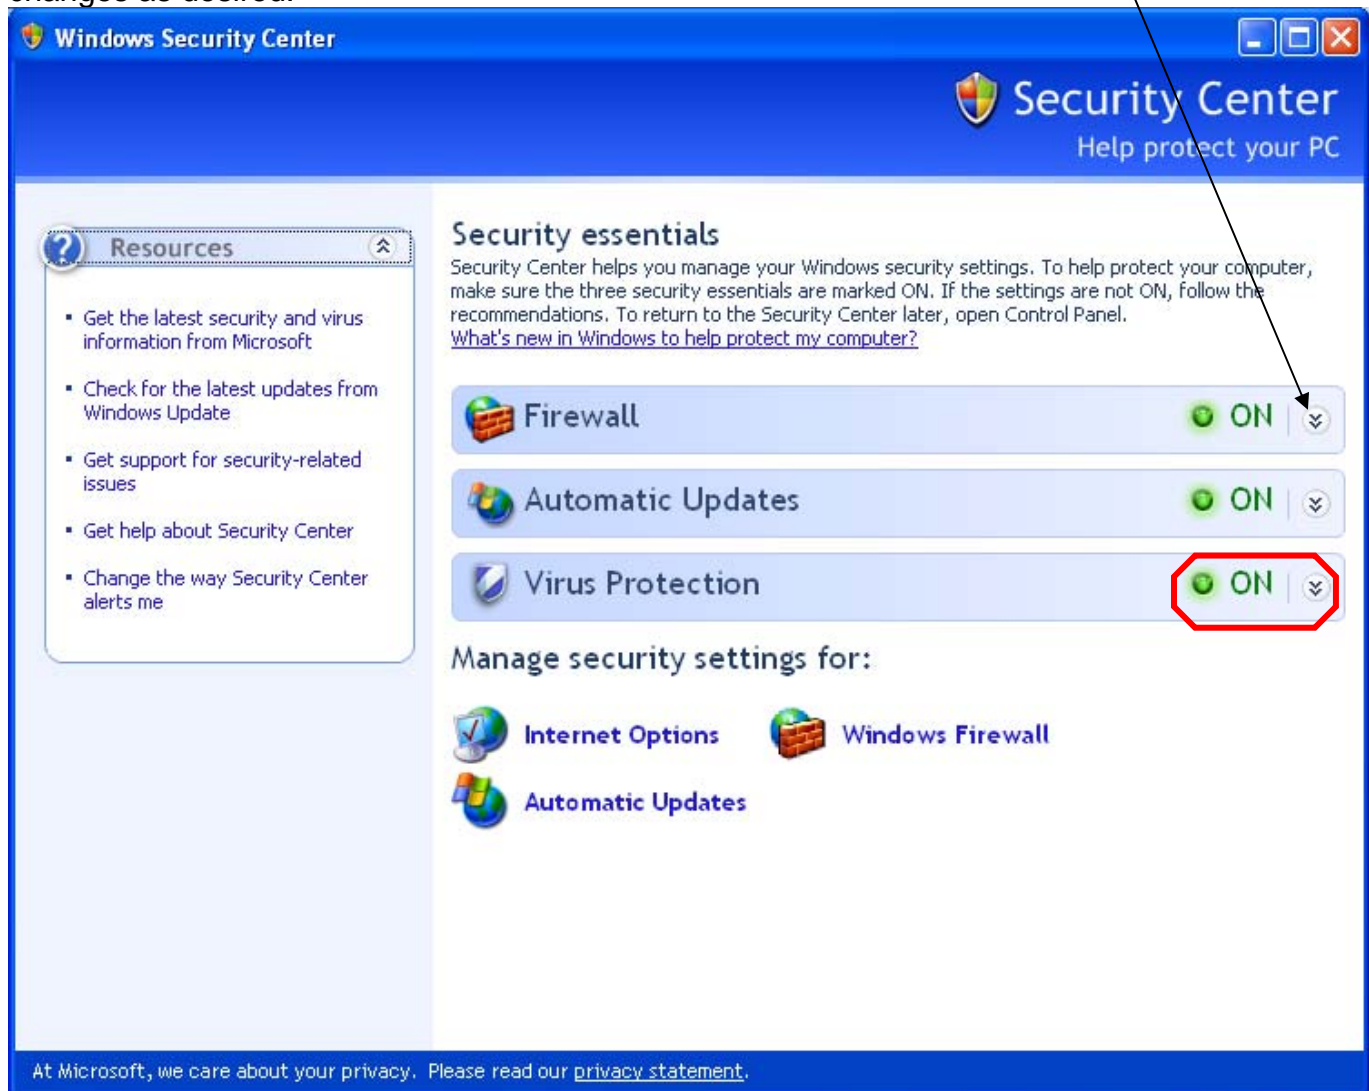 changes as desired.
Windows Security Center
Security Center
Help protect your PC
Resources
Get the latest security and virus
information from Microsoft
Check for the latest updates from
Windows Update
Get support for security-related
issues
Get help about Security Center
Change the way Security Center
alerts me
Security essentials
Security Center helps you manage your Windows security settings. To help protect your computer,
make sure the three security essentials are marked ON. If the settings are not ON, follow the
recommendations. To return to the Security Center later, open Control Panel.
What's new in Windows to help protect my computer?
Firewall ON
Automatic Updates ON
Virus Protection ON
Manage security settings for:
Internet Options Windows Firewall
Automatic Updates
At Microsoft, we care about your privacy. Please read our privacy statement.